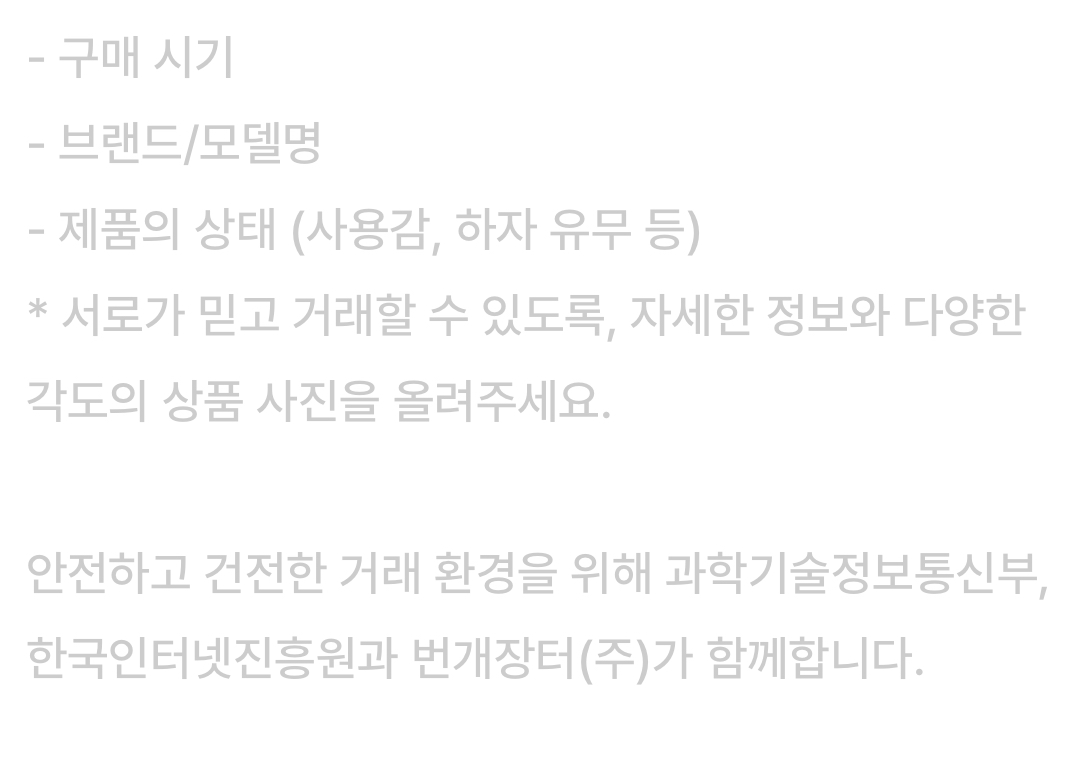 - 구매 시기
- 브랜드/모델명
- 제품의 상태 (사용감, 하자 유무 등)
* 서로가 믿고 거래할 수 있도록, 자세한 정보와 다양한
각도의 상품 사진을 올려주세요.
안전하고 건전한 거래 환경을 위해 과학기술정보통신부,
한국인터넷진흥원과 번개장터(주)가 함께합니다.